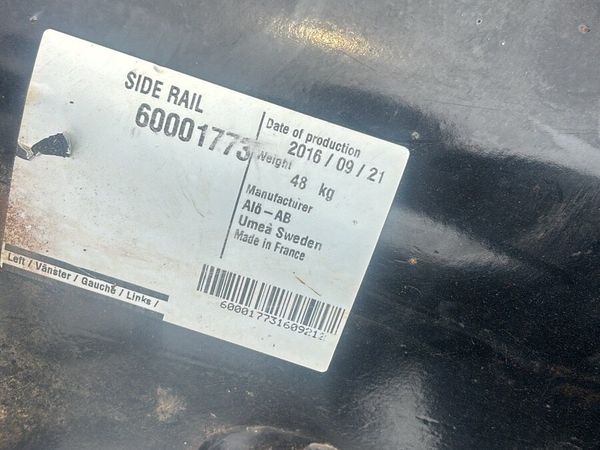 SIDE RAIL
60001773
Date of production
2016/09/21
Weight
48 kg
Manufacturer
Alö-AB
Umeå Sweden
Made in France
Left / Vänster / Gauche / Links /
600017731609212